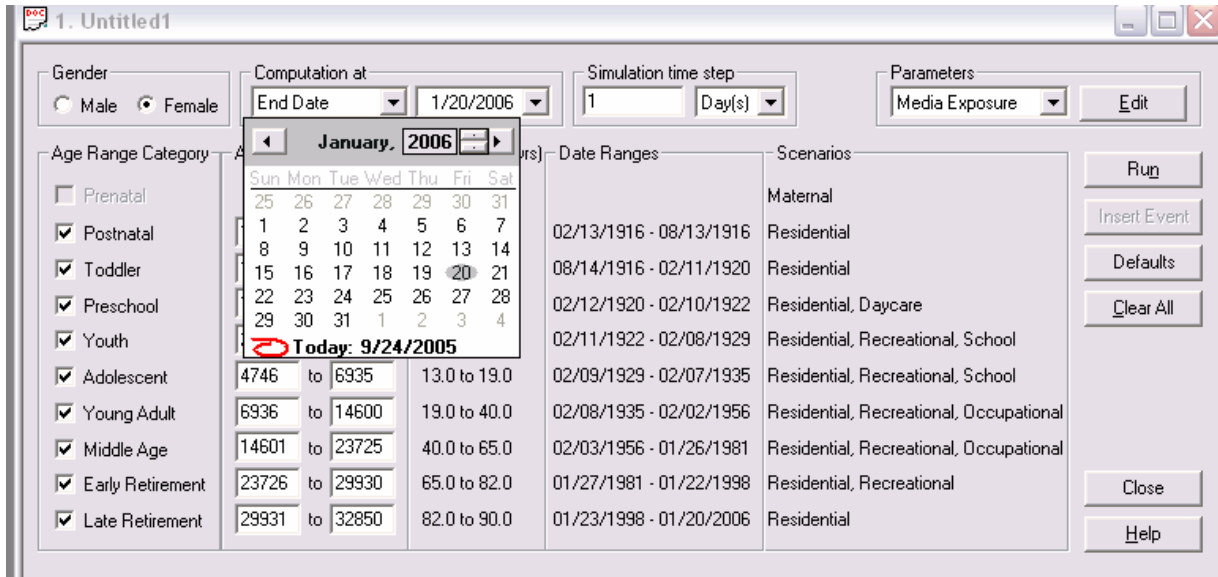 DOC 1. Untitled1
Gender Computation at Simulation time step Parameters
Male Female End Date 1/20/2006 1 Day(s) Media Exposure Edit
January, 2006
Age Range Category Date Ranges Scenarios
Run
Sun Mon Tue Wed Thu Fri Sat
Prenatal 25 26 27 28 29 30 31 Maternal
Insert Event
Postnatal 1 2 3 4 5 6 7 02/13/1916 - 08/13/1916 Residential
8 9 10 11 12 13 14
Toddler 15 16 17 18 19 20 21 08/14/1916 - 02/11/1920 Residential Defaults
Preschool 22 23 24 25 26 27 28 02/12/1920 - 02/10/1922 Residential, Daycare Clear All
29 30 31 1 2 3 4
Youth 02/11/1922 - 02/08/1929 Residential, Recreational, School
Today: 9/24/2005
Adolescent 4746 to 6935 13.0 to 19.0 02/09/1929 - 02/07/1935 Residential, Recreational, School
Young Adult 6936 to 14600 19.0 to 40.0 02/08/1935 - 02/02/1956 Residential, Recreational, Occupational
Middle Age 14601 to 23725 40.0 to 65.0 02/03/1956 - 01/26/1981 Residential, Recreational, Occupational
Early Retirement 23726 to 29930 65.0 to 82.0 01/27/1981 - 01/22/1998 Residential, Recreational Close
Late Retirement 29931 to 32850 82.0 to 90.0 01/23/1998 - 01/20/2006 Residential
Help